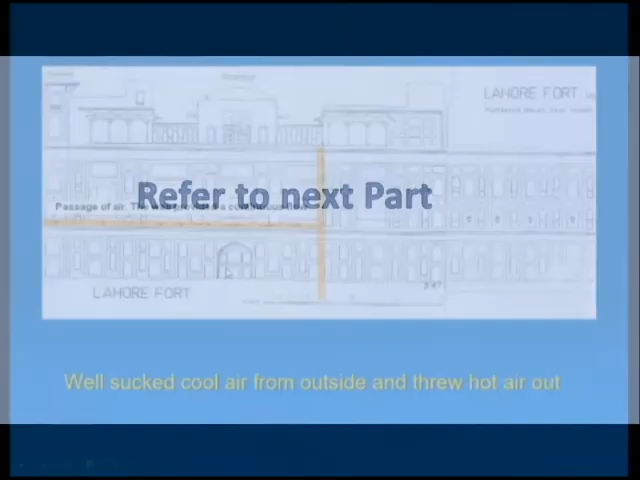 LAHORE FORT
Refer to next Part
Passage of air. The
LAHORE FORT
Well sucked cool air from outside and threw hot air out